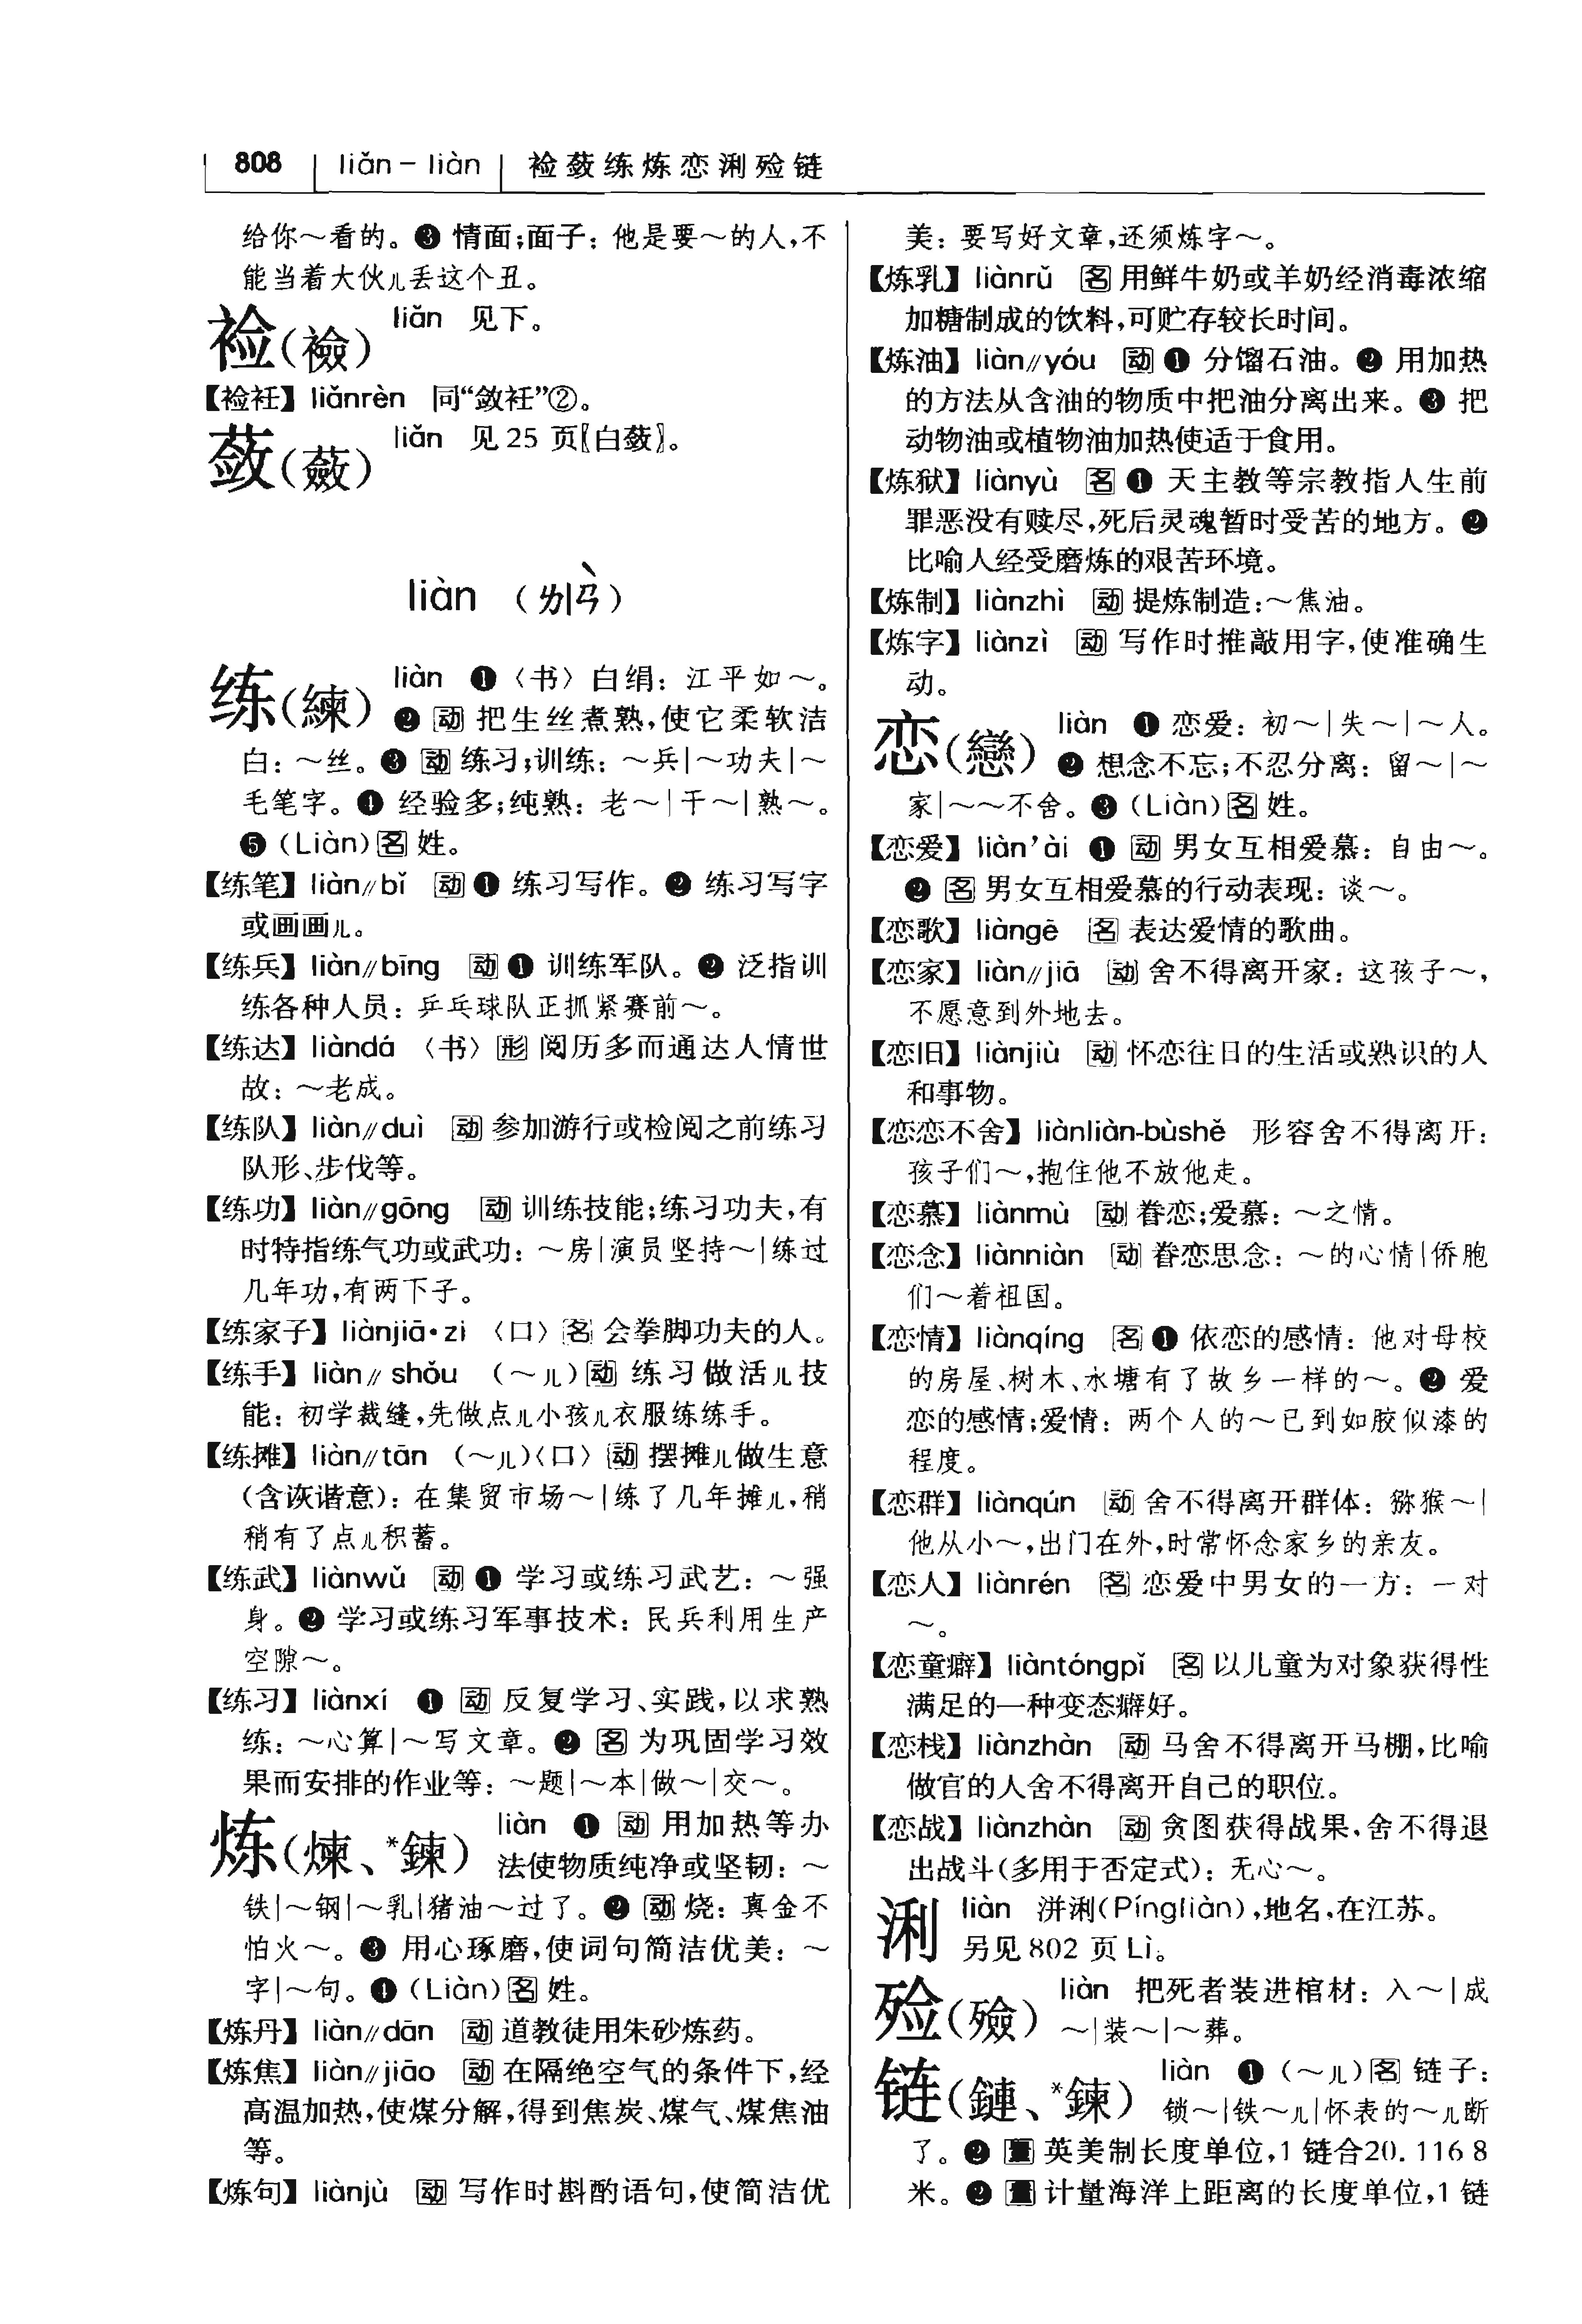 808 liǎn－liàn 裣蔹练炼恋浰殓链
给你～看的。❸ 情面；面子：他是要～的人，不
能当着大伙儿丢这个丑。
裣（襝） liǎn 见下。
【裣衽】 liǎnrèn 同“敛衽”②。
蔹（蘞） liǎn 见 25 页〖白蔹〗。
liàn （ㄌㄧㄢˋ）
练（練） liàn ❶〈书〉白绢：江平如～。
❷ 动 把生丝煮熟，使它柔软洁
白：～丝。❸ 动 练习；训练：～兵|～功夫|～
毛笔字。❹ 经验多；纯熟：老～|干～|熟～。
❺（Liàn）名 姓。
【练笔】 liàn∥bǐ 动 ❶ 练习写作。❷ 练习写字
或画画儿。
【练兵】 liàn∥bīng 动 ❶ 训练军队。❷ 泛指训
练各种人员：乒乓球队正抓紧赛前～。
【练达】 liàndá 〈书〉形 阅历多而通达人情世
故：～老成。
【练队】 liàn∥duì 动 参加游行或检阅之前练习
队形、步伐等。
【练功】 liàn∥gōng 动 训练技能；练习功夫，有
时特指练气功或武功：～房|演员坚持～|练过
几年功，有两下子。
【练家子】 liànjiā•zi 〈口〉名 会拳脚功夫的人。
【练手】 liàn∥shǒu （～儿）动 练习做活儿技
能：初学裁缝，先做点儿小孩儿衣服练练手。
【练摊】 liàn∥tān （～儿）〈口〉动 摆摊儿做生意
（含诙谐意）：在集贸市场～|练了几年摊儿，稍
稍有了点儿积蓄。
【练武】 liànwǔ 动 ❶ 学习或练习武艺：～强
身。❷ 学习或练习军事技术：民兵利用生产
空隙～。
【练习】 liànxí ❶ 动 反复学习、实践，以求熟
练：～心算|～写文章。❷ 名 为巩固学习效
果而安排的作业等：～题|～本|做～|交～。
炼（煉、*鍊） liàn ❶ 动 用加热等办
法使物质纯净或坚韧：～
铁|～钢|～乳|猪油～过了。❷ 动 烧：真金不
怕火～。❸ 用心琢磨，使词句简洁优美：～
字|～句。❹（Liàn）名 姓。
【炼丹】 liàn∥dān 动 道教徒用朱砂炼药。
【炼焦】 liàn∥jiāo 动 在隔绝空气的条件下，经
高温加热，使煤分解，得到焦炭、煤气、煤焦油
等。
【炼句】 liànjù 动 写作时斟酌语句，使简洁优
美：要写好文章，还须炼字～。
【炼乳】 liànrǔ 名 用鲜牛奶或羊奶经消毒浓缩
加糖制成的饮料，可贮存较长时间。
【炼油】 liàn∥yóu 动 ❶ 分馏石油。❷ 用加热
的方法从含油的物质中把油分离出来。❸ 把
动物油或植物油加热使适于食用。
【炼狱】 liànyù 名 ❶ 天主教等宗教指人生前
罪恶没有赎尽，死后灵魂暂时受苦的地方。❷
比喻人经受磨炼的艰苦环境。
【炼制】 liànzhì 动 提炼制造：～焦油。
【炼字】 liànzì 动 写作时推敲用字，使准确生
动。
恋（戀） liàn ❶ 恋爱：初～|失～|～人。
❷ 想念不忘；不忍分离：留～|～
家|～～不舍。❸（Liàn）名 姓。
【恋爱】 liàn’ài ❶ 动 男女互相爱慕：自由～。
❷ 名 男女互相爱慕的行动表现：谈～。
【恋歌】 liàngē 名 表达爱情的歌曲。
【恋家】 liàn∥jiā 动 舍不得离开家：这孩子～，
不愿意到外地去。
【恋旧】 liànjiù 动 怀恋往日的生活或熟识的人
和事物。
【恋恋不舍】 liànliàn-bùshě 形容舍不得离开：
孩子们～，抱住他不放他走。
【恋慕】 liànmù 动 眷恋；爱慕：～之情。
【恋念】 liànniàn 动 眷恋思念：～的心情|侨胞
们～着祖国。
【恋情】 liànqíng 名 ❶ 依恋的感情：他对母校
的房屋、树木、水塘有了故乡一样的～。❷ 爱
恋的感情；爱情：两个人的～已到如胶似漆的
程度。
【恋群】 liànqún 动 舍不得离开群体：猕猴～|
他从小～，出门在外，时常怀念家乡的亲友。
【恋人】 liànrén 名 恋爱中男女的一方：一对
～。
【恋童癖】 liàntóngpǐ 名 以儿童为对象获得性
满足的一种变态癖好。
【恋栈】 liànzhàn 动 马舍不得离开马棚，比喻
做官的人舍不得离开自己的职位。
【恋战】 liànzhàn 动 贪图获得战果，舍不得退
出战斗（多用于否定式）：无心～。
浰 liàn 洴浰（Píngliàn），地名，在江苏。
另见 802 页 Lì。
殓（殮） liàn 把死者装进棺材：入～|成
～|装～|～葬。
链（鏈、*鍊） liàn ❶（～儿）名 链子：
锁～|铁～儿|怀表的～儿断
了。❷ 量 英美制长度单位，1 链合20.116 8
米。❷ 量 计量海洋上距离的长度单位，1 链